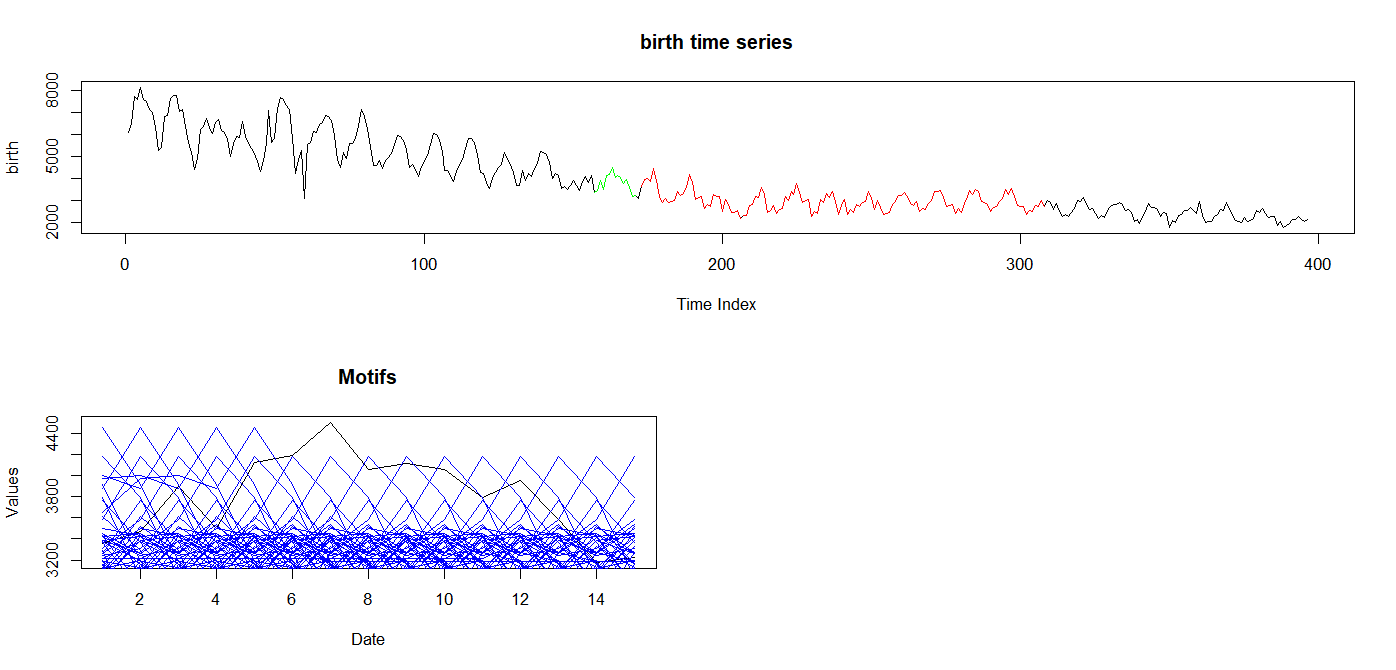 birth time series
birth
8000
5000
2000
0 100 200 300 400
Time Index
Motifs
Values
4400
3800
3200
2 4 6 8 10 12 14
Date